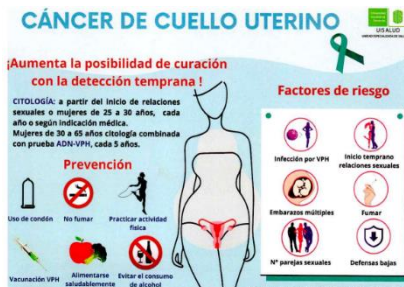 CÁNCER DE CUELLO UTERINO
UISALUD
¡Aumenta la posibilidad de curación
con la detección temprana !
CITOLOGÍA: a partir del inicio de relaciones
sexuales o mujeres de 25 a 30 años, cada
año o según indicación médica.
Mujeres de 30 a 65 años citología combinada
con prueba ADN-VPH, cada 5 años.
Prevención
Uso de condón
No fumar
Practicar actividad
física
Vacunación VPH
Alimentarse
saludablemente
Evitar el consumo
de alcohol
Factores de riesgo
Infección por VPH
Inicio temprano
relaciones sexuales
Embarazos múltiples
Fumar
N° parejas sexuales
Defensas bajas